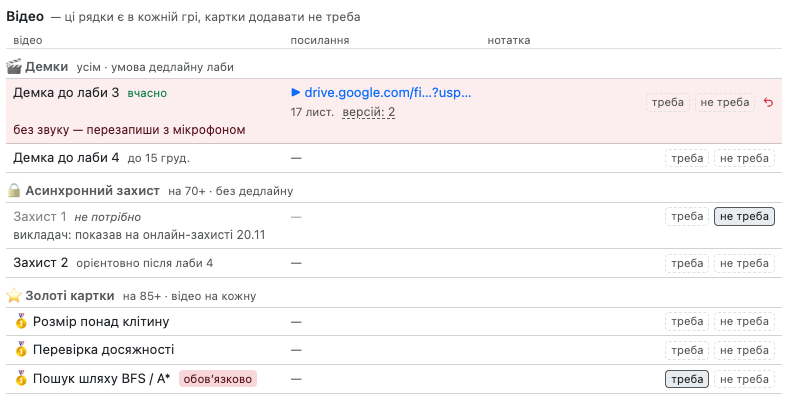 Відео — ці рядки є в кожній грі, картки додавати не треба
відео посилання нотатка
Демки усім · умова дедлайну лаби
Демка до лаби 3 вчасно drive.google.com/fi...?usp... треба не треба
17 лист. версій: 2
без звуку — перезапиши з мікрофоном
Демка до лаби 4 до 15 груд. — треба не треба
Асинхронний захист на 70+ · без дедлайну
Захист 1 не потрібно — треба не треба
викладач: показав на онлайн-захисті 20.11
Захист 2 орієнтовно після лаби 4 — треба не треба
Золоті картки на 85+ · відео на кожну
Розмір понад клітину — треба не треба
Перевірка досяжності — треба не треба
Пошук шляху BFS / A* обов'язково — треба не треба